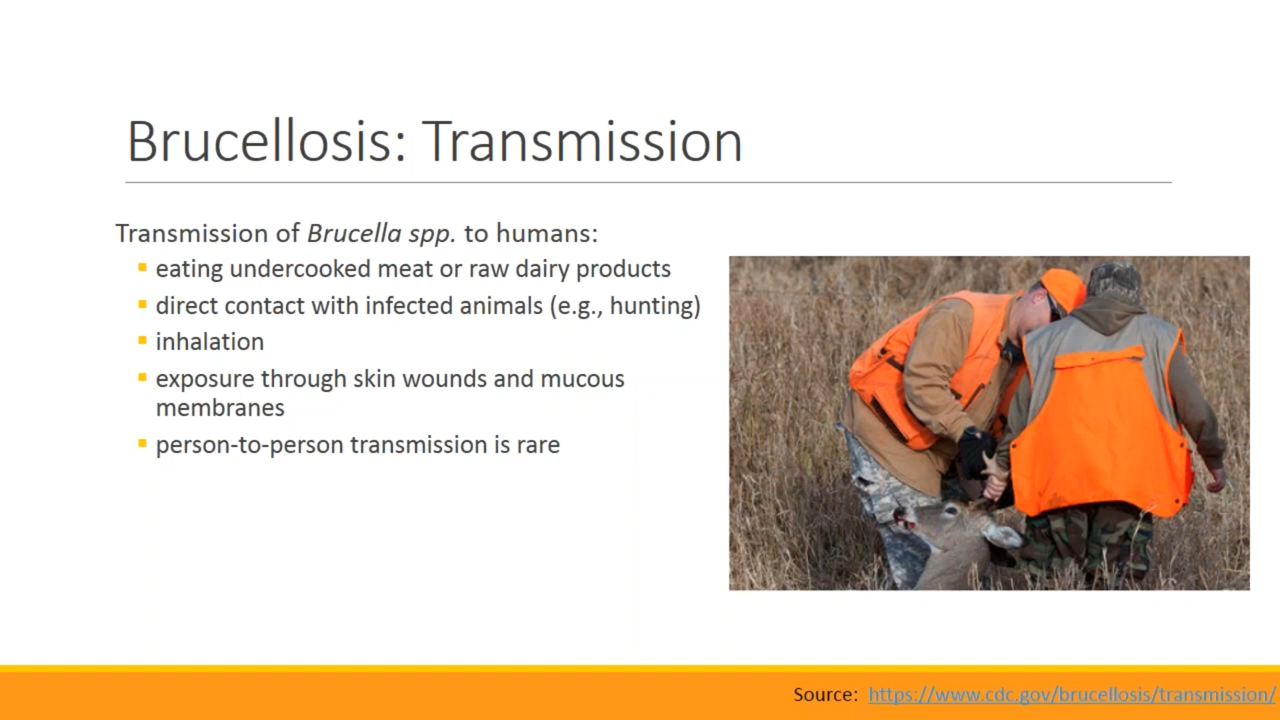 Brucellosis: Transmission
Transmission of Brucella spp. to humans:
eating undercooked meat or raw dairy products
direct contact with infected animals (e.g., hunting)
inhalation
exposure through skin wounds and mucous
membranes
person-to-person transmission is rare
Source: https://www.cdc.gov/brucellosis/transmission/